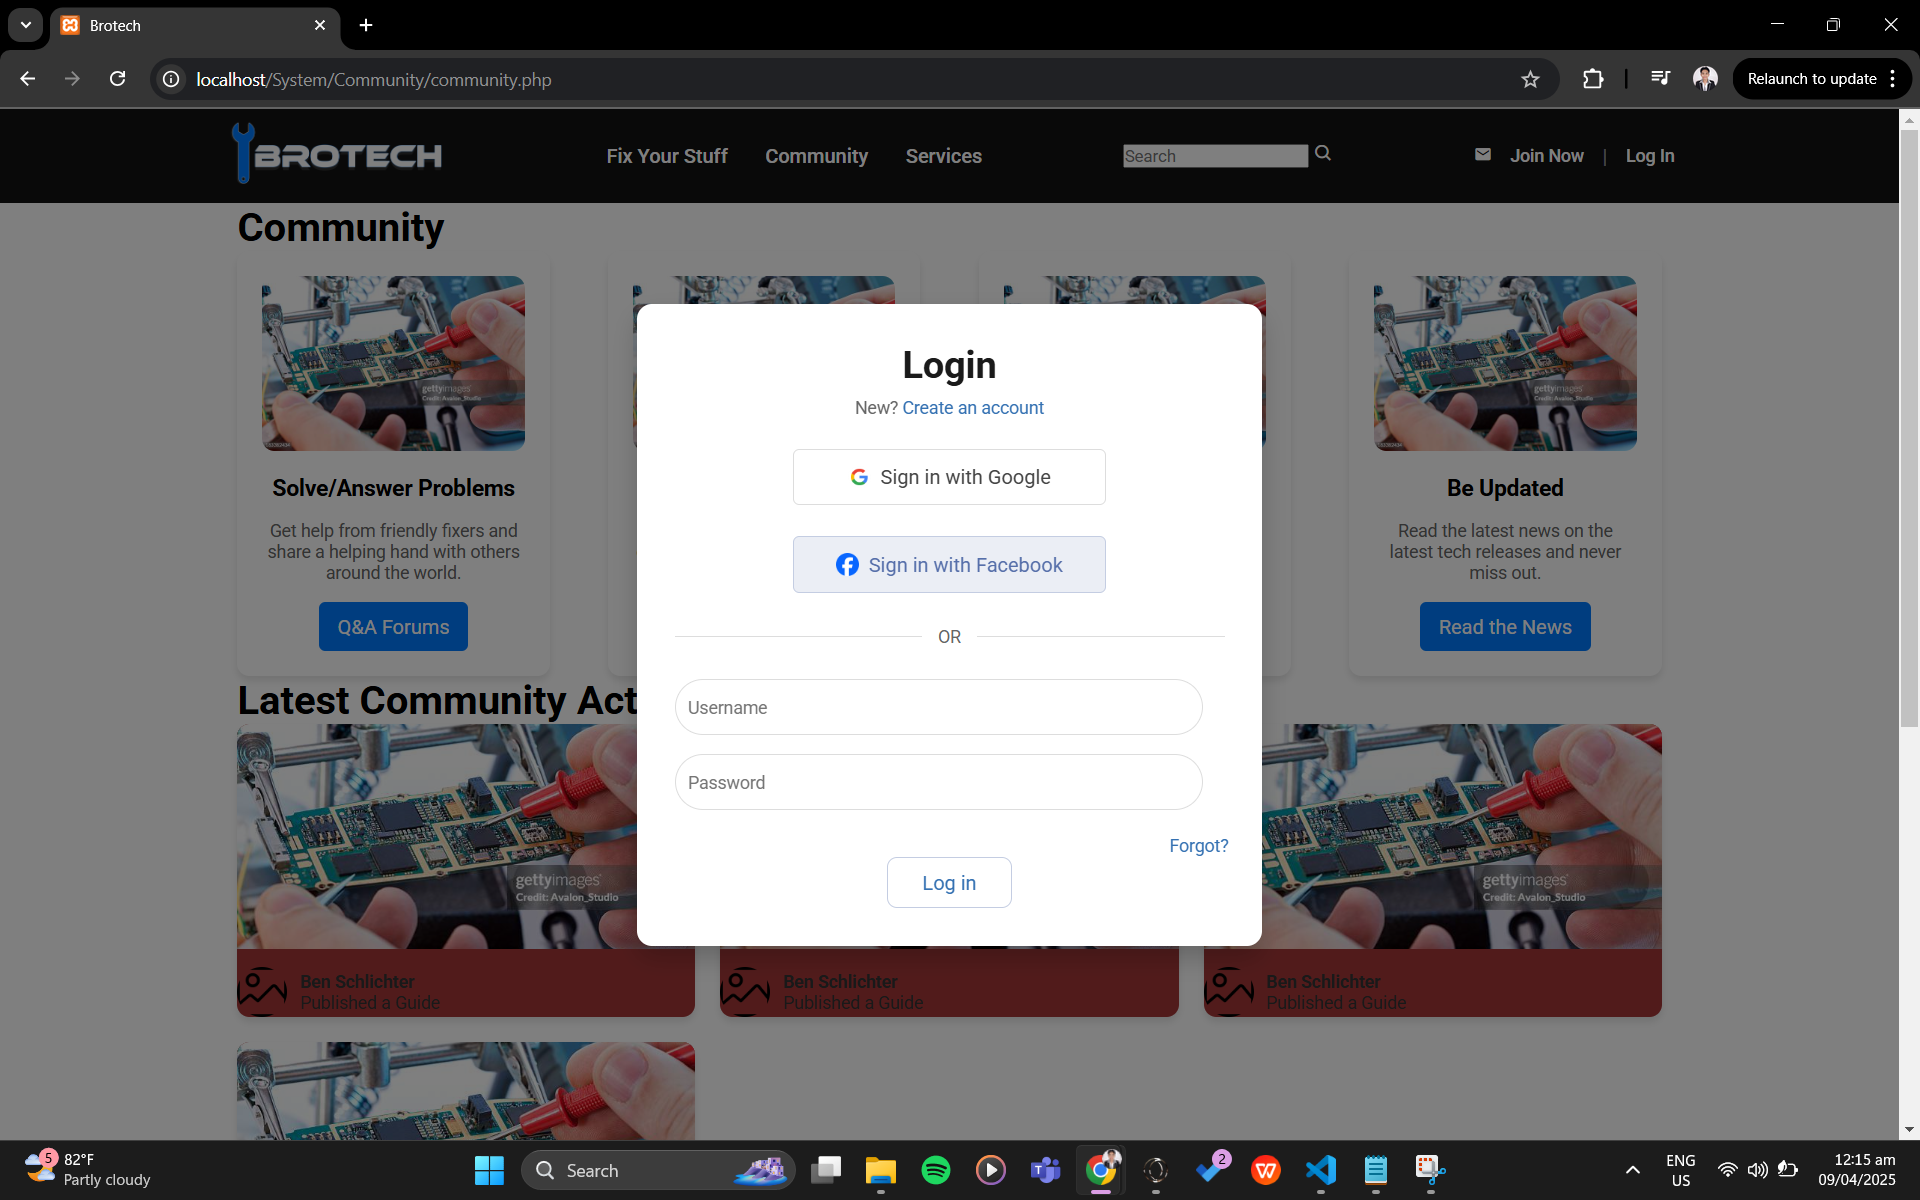 Brotech
localhost/System/Community/community.php
Relaunch to update
BROTECH
Fix Your Stuff
Community
Services
Search
Join Now
|
Log In
Community
gettyimages
Credit: Avalon_Studio
gettyimages
Credit: Avalon_Studio
Solve/Answer Problems
Get help from friendly fixers and
share a helping hand with others
around the world.
Q&A Forums
Be Updated
Read the latest news on the
latest tech releases and never
miss out.
Read the News
Login
New? Create an account
Sign in with Google
Sign in with Facebook
OR
Username
Password
Forgot?
Log in
Latest Community Act
gettyimages
Credit: Avalon_Studio
gettyimages
Credit: Avalon_Studio
Ben Schlichter
Published a Guide
Ben Schlichter
Published a Guide
Ben Schlichter
Published a Guide
5
82°F
Partly cloudy
Search
2
ENG
US
12:15 am
09/04/2025